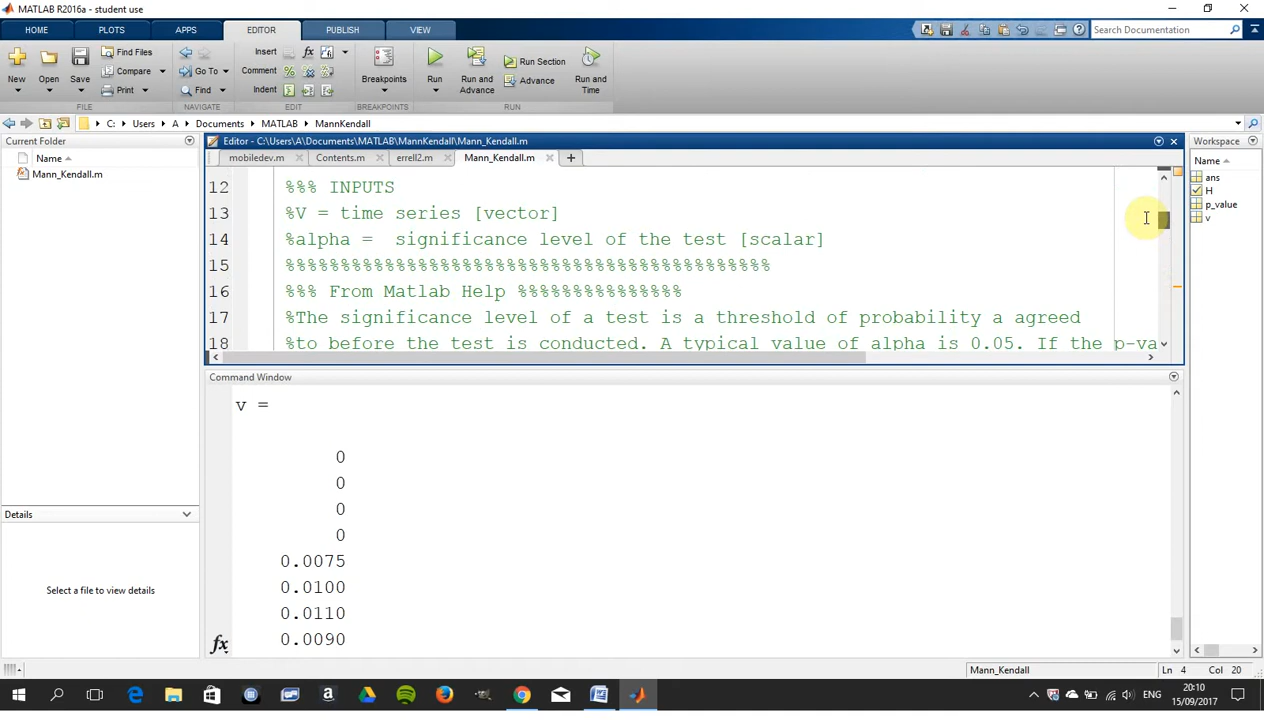 MATLAB R2016a - student use
HOME PLOTS APPS EDITOR PUBLISH VIEW Search Documentation
New Open Save Find Files Compare Print Go To Find Insert Comment Indent fx Breakpoints Run Run and Advance Run Section Advance Run and Time
FILE NAVIGATE EDIT BREAKPOINTS RUN
C: Users A Documents MATLAB MannKendall
Current Folder
Name
Mann_Kendall.m
Details
Select a file to view details
Editor - C:\Users\A\Documents\MATLAB\MannKendall\Mann_Kendall.m
mobiledev.m Contents.m errell2.m Mann_Kendall.m
12 %%% INPUTS
13 %V = time series [vector]
14 %alpha =  significance level of the test [scalar]
15 %%%%%%%%%%%%%%%%%%%%%%%%%%%%%%%%%%%%%%%%%%%%
16 %%% From Matlab Help %%%%%%%%%%%%%%%
17 %The significance level of a test is a threshold of probability a agreed
18 %to before the test is conducted. A typical value of alpha is 0.05. If the p-va
Command Window
v =
0
0
0
0
0.0075
0.0100
0.0110
0.0090
fx
Workspace
Name
ans
H
p_value
v
Mann_Kendall Ln 4 Col 20
ENG 20:10
15/09/2017